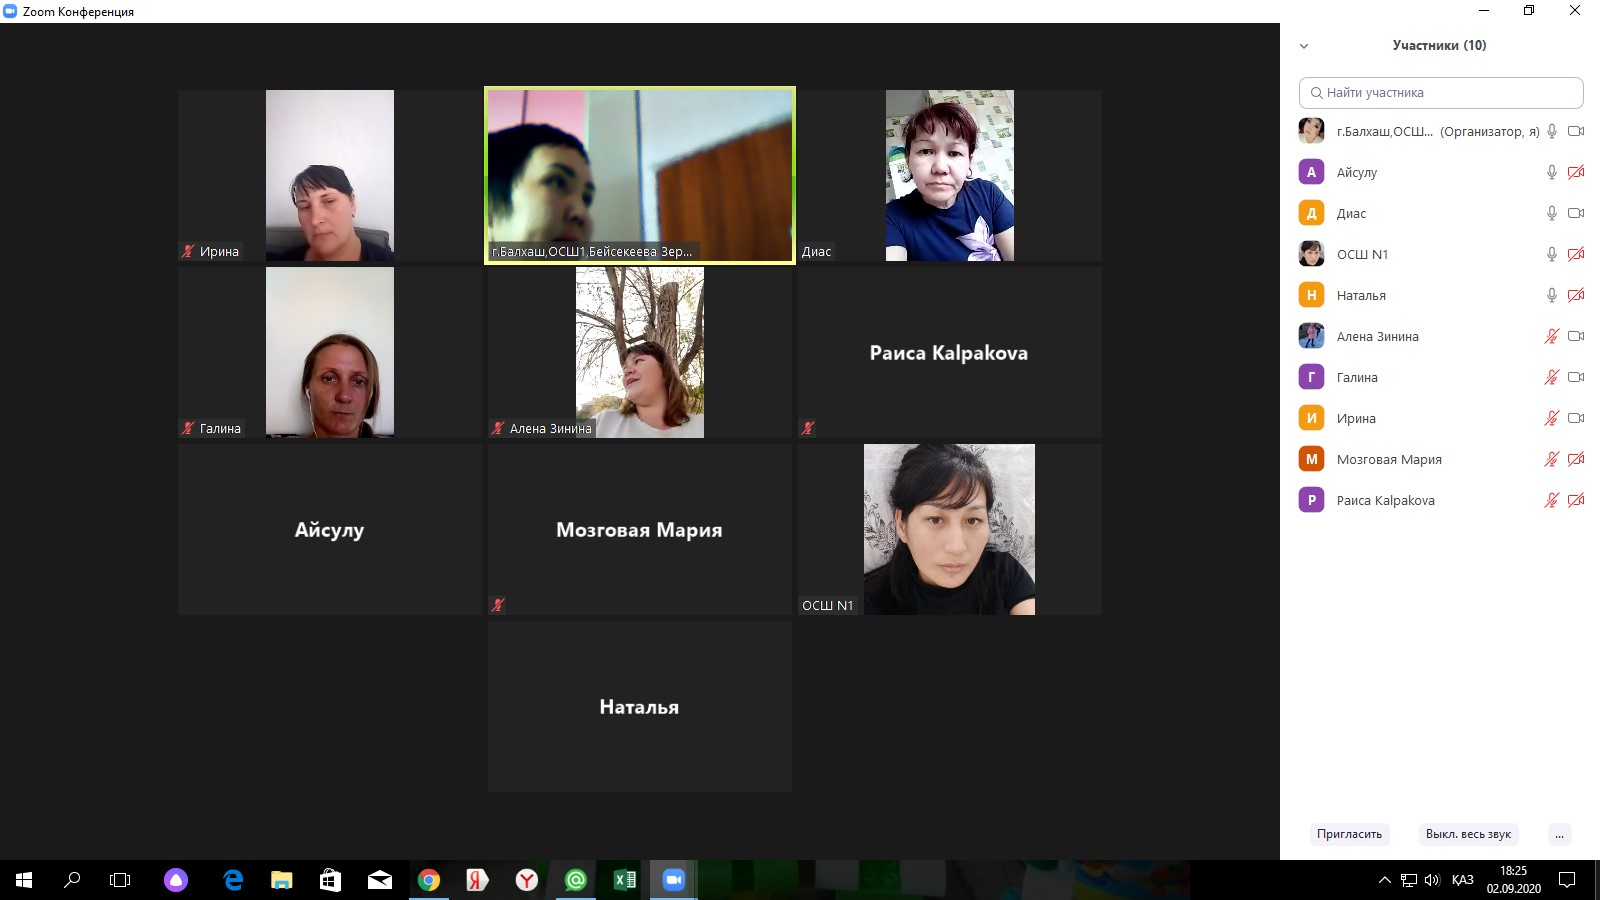 Zoom Конференция
Ирина
г.Балхаш,ОСШ1,Бейсекеева Зер...
Диас
Галина
Алена Зинина
Раиса Kalpakova
Айсулу
Мозговая Мария
ОСШ N1
Наталья
Участники (10)
Найти участника
г.Балхаш,ОСШ... (Организатор, я)
А Айсулу
Д Диас
ОСШ N1
Н Наталья
Алена Зинина
Г Галина
И Ирина
М Мозговая Мария
Р Раиса Kalpakova
Пригласить Выкл. весь звук ...
ҚАЗ
18:25
02.09.2020